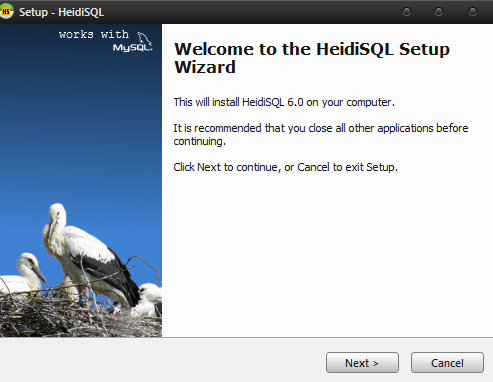 HS
Setup - HeidiSQL
works with
MySQL
Welcome to the HeidiSQL Setup
Wizard
This will install HeidiSQL 6.0 on your computer.
It is recommended that you close all other applications before
continuing.
Click Next to continue, or Cancel to exit Setup.
Next >
Cancel